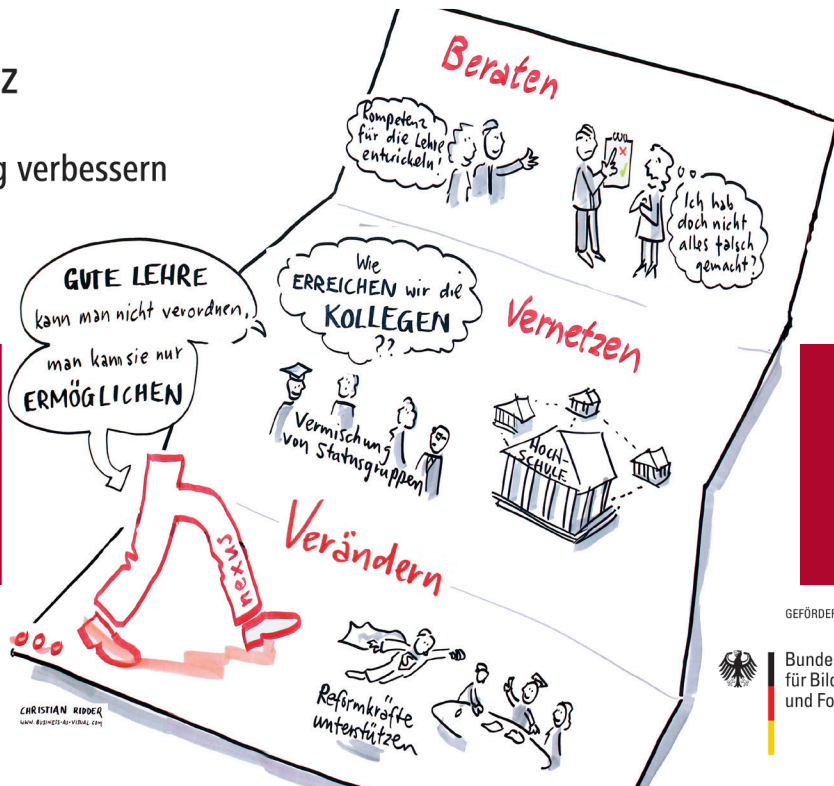 z
g verbessern
Beraten
Kompetenz
für die Lehre
entwickeln!
Ich hab
doch nicht
alles falsch
gemacht?
GUTE LEHRE
kann man nicht verordnen,
man kann sie nur
ERMÖGLICHEN
Wie
ERREICHEN wir die
KOLLEGEN
??
Vernetzen
Vermischung
von Statusgruppen
HOCH-
SCHULE
Verändern
nexus
Reformkräfte
unterstützen
CHRISTIAN RIDDER
WWW.BUSINESS-AS-VISUAL.COM
GEFÖRDER
Bunde
für Bild
und Fo